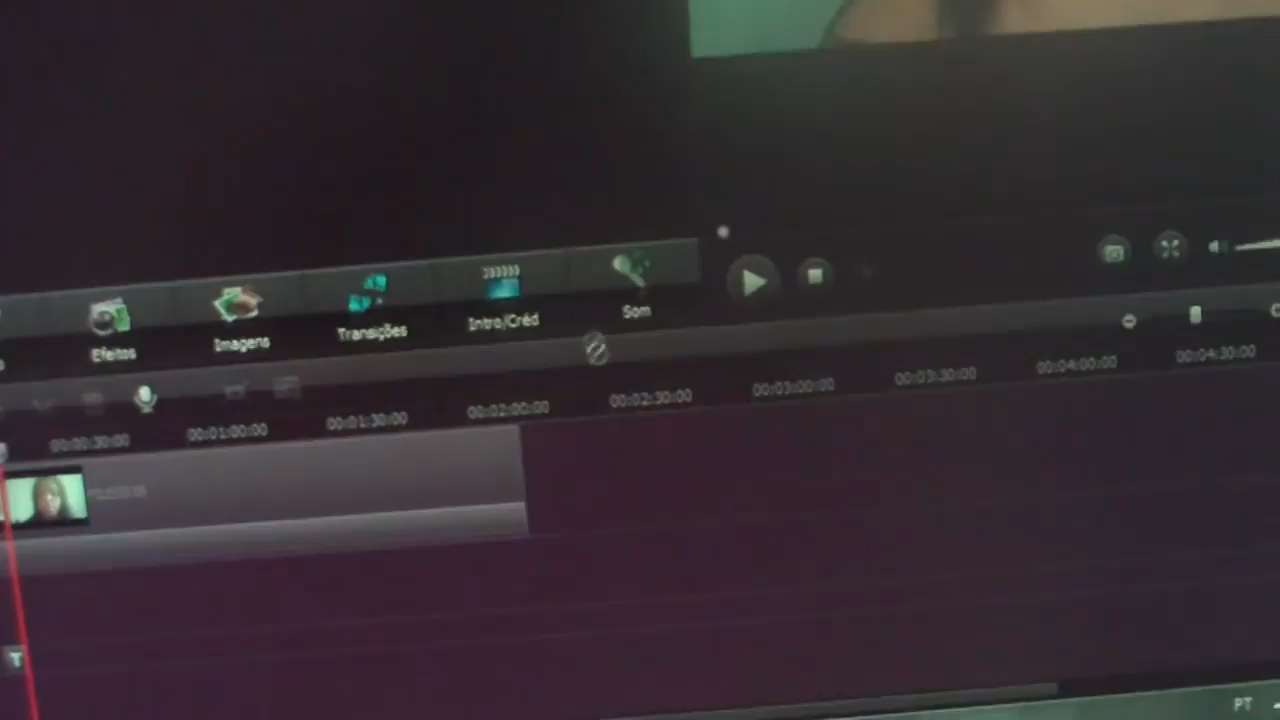 Efeitos
Imagens
Transições
Intro/Créd
Som
00:00:30:00
00:01:00:00
00:01:30:00
00:02:00:00
00:02:30:00
00:03:00:00
00:03:30:00
00:04:00:00
00:04:30:00
T
PT